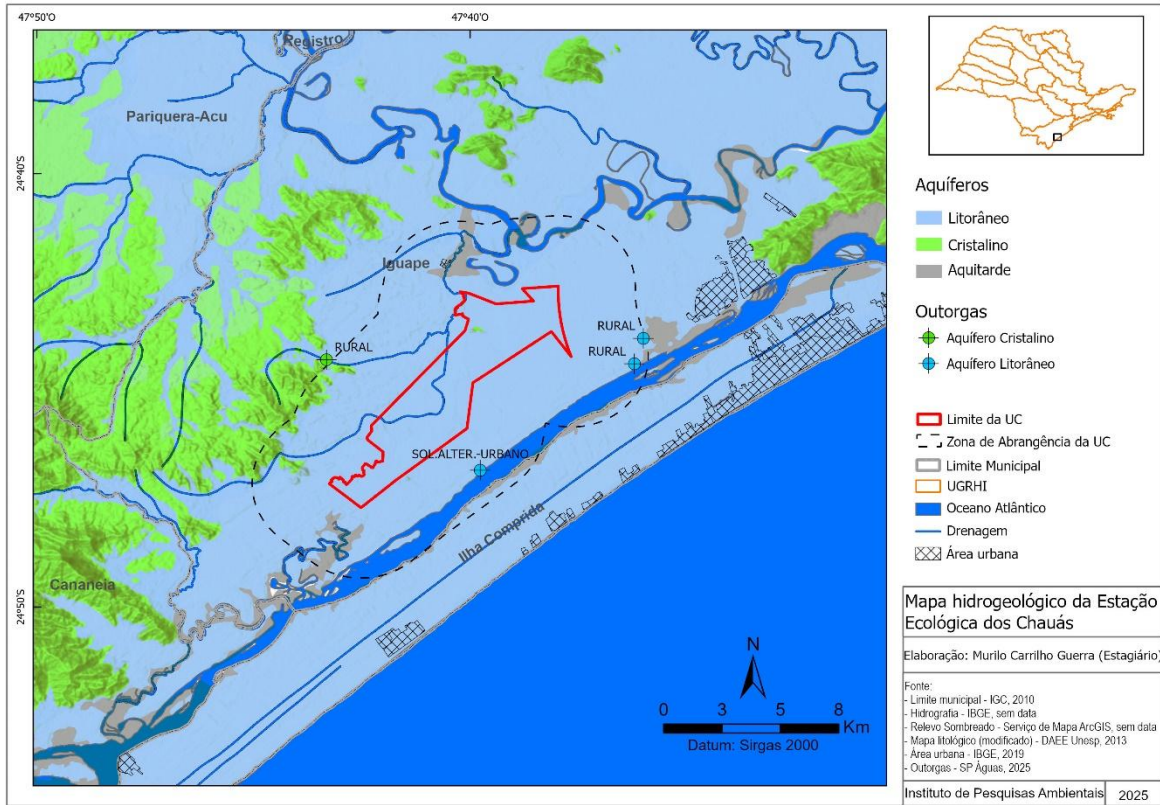 47°50'O
47°40'O
24°40'S
24°50'S
Registro
Pariquera-Acu
Iguape
RURAL
RURAL
RURAL
SOL.ALTER.-URBANO
Ilha Comprida
Cananeia
N
0 3 5 8
Km
Datum: Sirgas 2000
Aquíferos
Litorâneo
Cristalino
Aquitarde
Outorgas
Aquífero Cristalino
Aquífero Litorâneo
Limite da UC
Zona de Abrangência da UC
Limite Municipal
UGRHI
Oceano Atlântico
Drenagem
Área urbana
Mapa hidrogeológico da Estação
Ecológica dos Chauás
Elaboração: Murilo Carrilho Guerra (Estagiário)
Fonte:
- Limite municipal - IGC, 2010
- Hidrografia - IBGE, sem data
- Relevo Sombreado - Serviço de Mapa ArcGIS, sem data
- Mapa litológico (modificado) - DAEE Unesp, 2013
- Área urbana - IBGE, 2019
- Outorgas - SP Águas, 2025
Instituto de Pesquisas Ambientais 2025